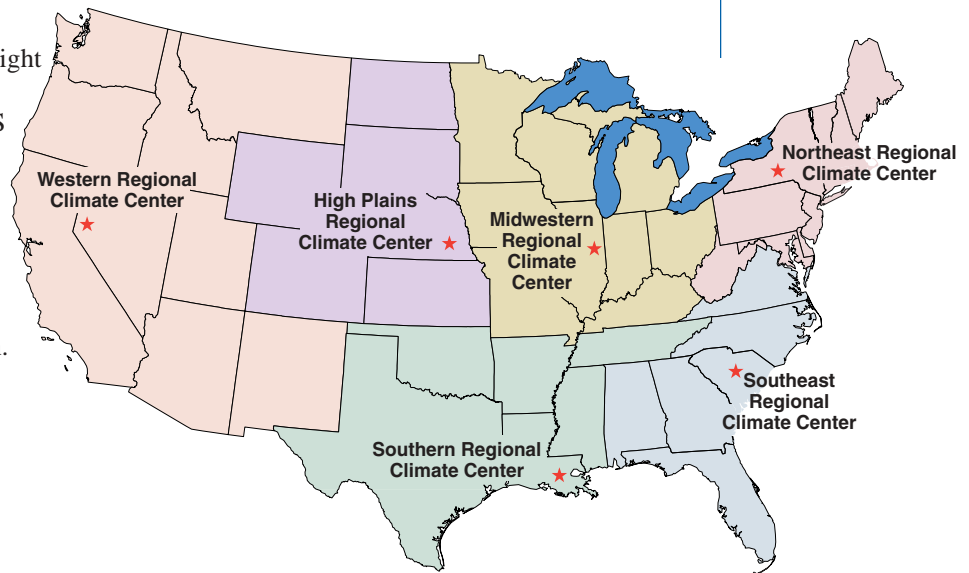 ight
s
.
Western Regional
Climate Center
High Plains
Regional
Climate Center
Midwestern
Regional
Climate
Center
Northeast Regional
Climate Center
Southeast
Regional
Climate Center
Southern Regional
Climate Center